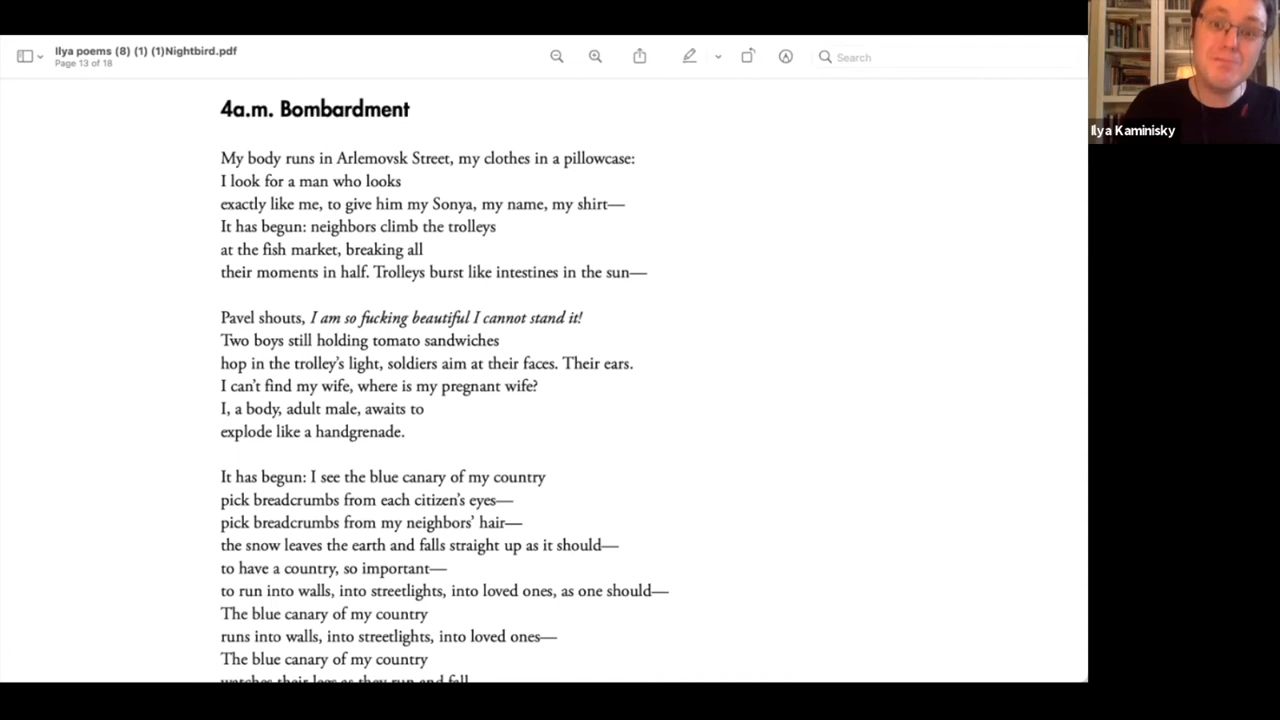 Ilya poems (8) (1) (1)Nightbird.pdf
Page 13 of 18
Search
Ilya Kaminisky
4a.m. Bombardment
My body runs in Arlemovsk Street, my clothes in a pillowcase:
I look for a man who looks
exactly like me, to give him my Sonya, my name, my shirt—
It has begun: neighbors climb the trolleys
at the fish market, breaking all
their moments in half. Trolleys burst like intestines in the sun—
Pavel shouts, I am so fucking beautiful I cannot stand it!
Two boys still holding tomato sandwiches
hop in the trolley's light, soldiers aim at their faces. Their ears.
I can't find my wife, where is my pregnant wife?
I, a body, adult male, awaits to
explode like a handgrenade.
It has begun: I see the blue canary of my country
pick breadcrumbs from each citizen's eyes—
pick breadcrumbs from my neighbors' hair—
the snow leaves the earth and falls straight up as it should—
to have a country, so important—
to run into walls, into streetlights, into loved ones, as one should—
The blue canary of my country
runs into walls, into streetlights, into loved ones—
The blue canary of my country
watches their legs as they run and fall.